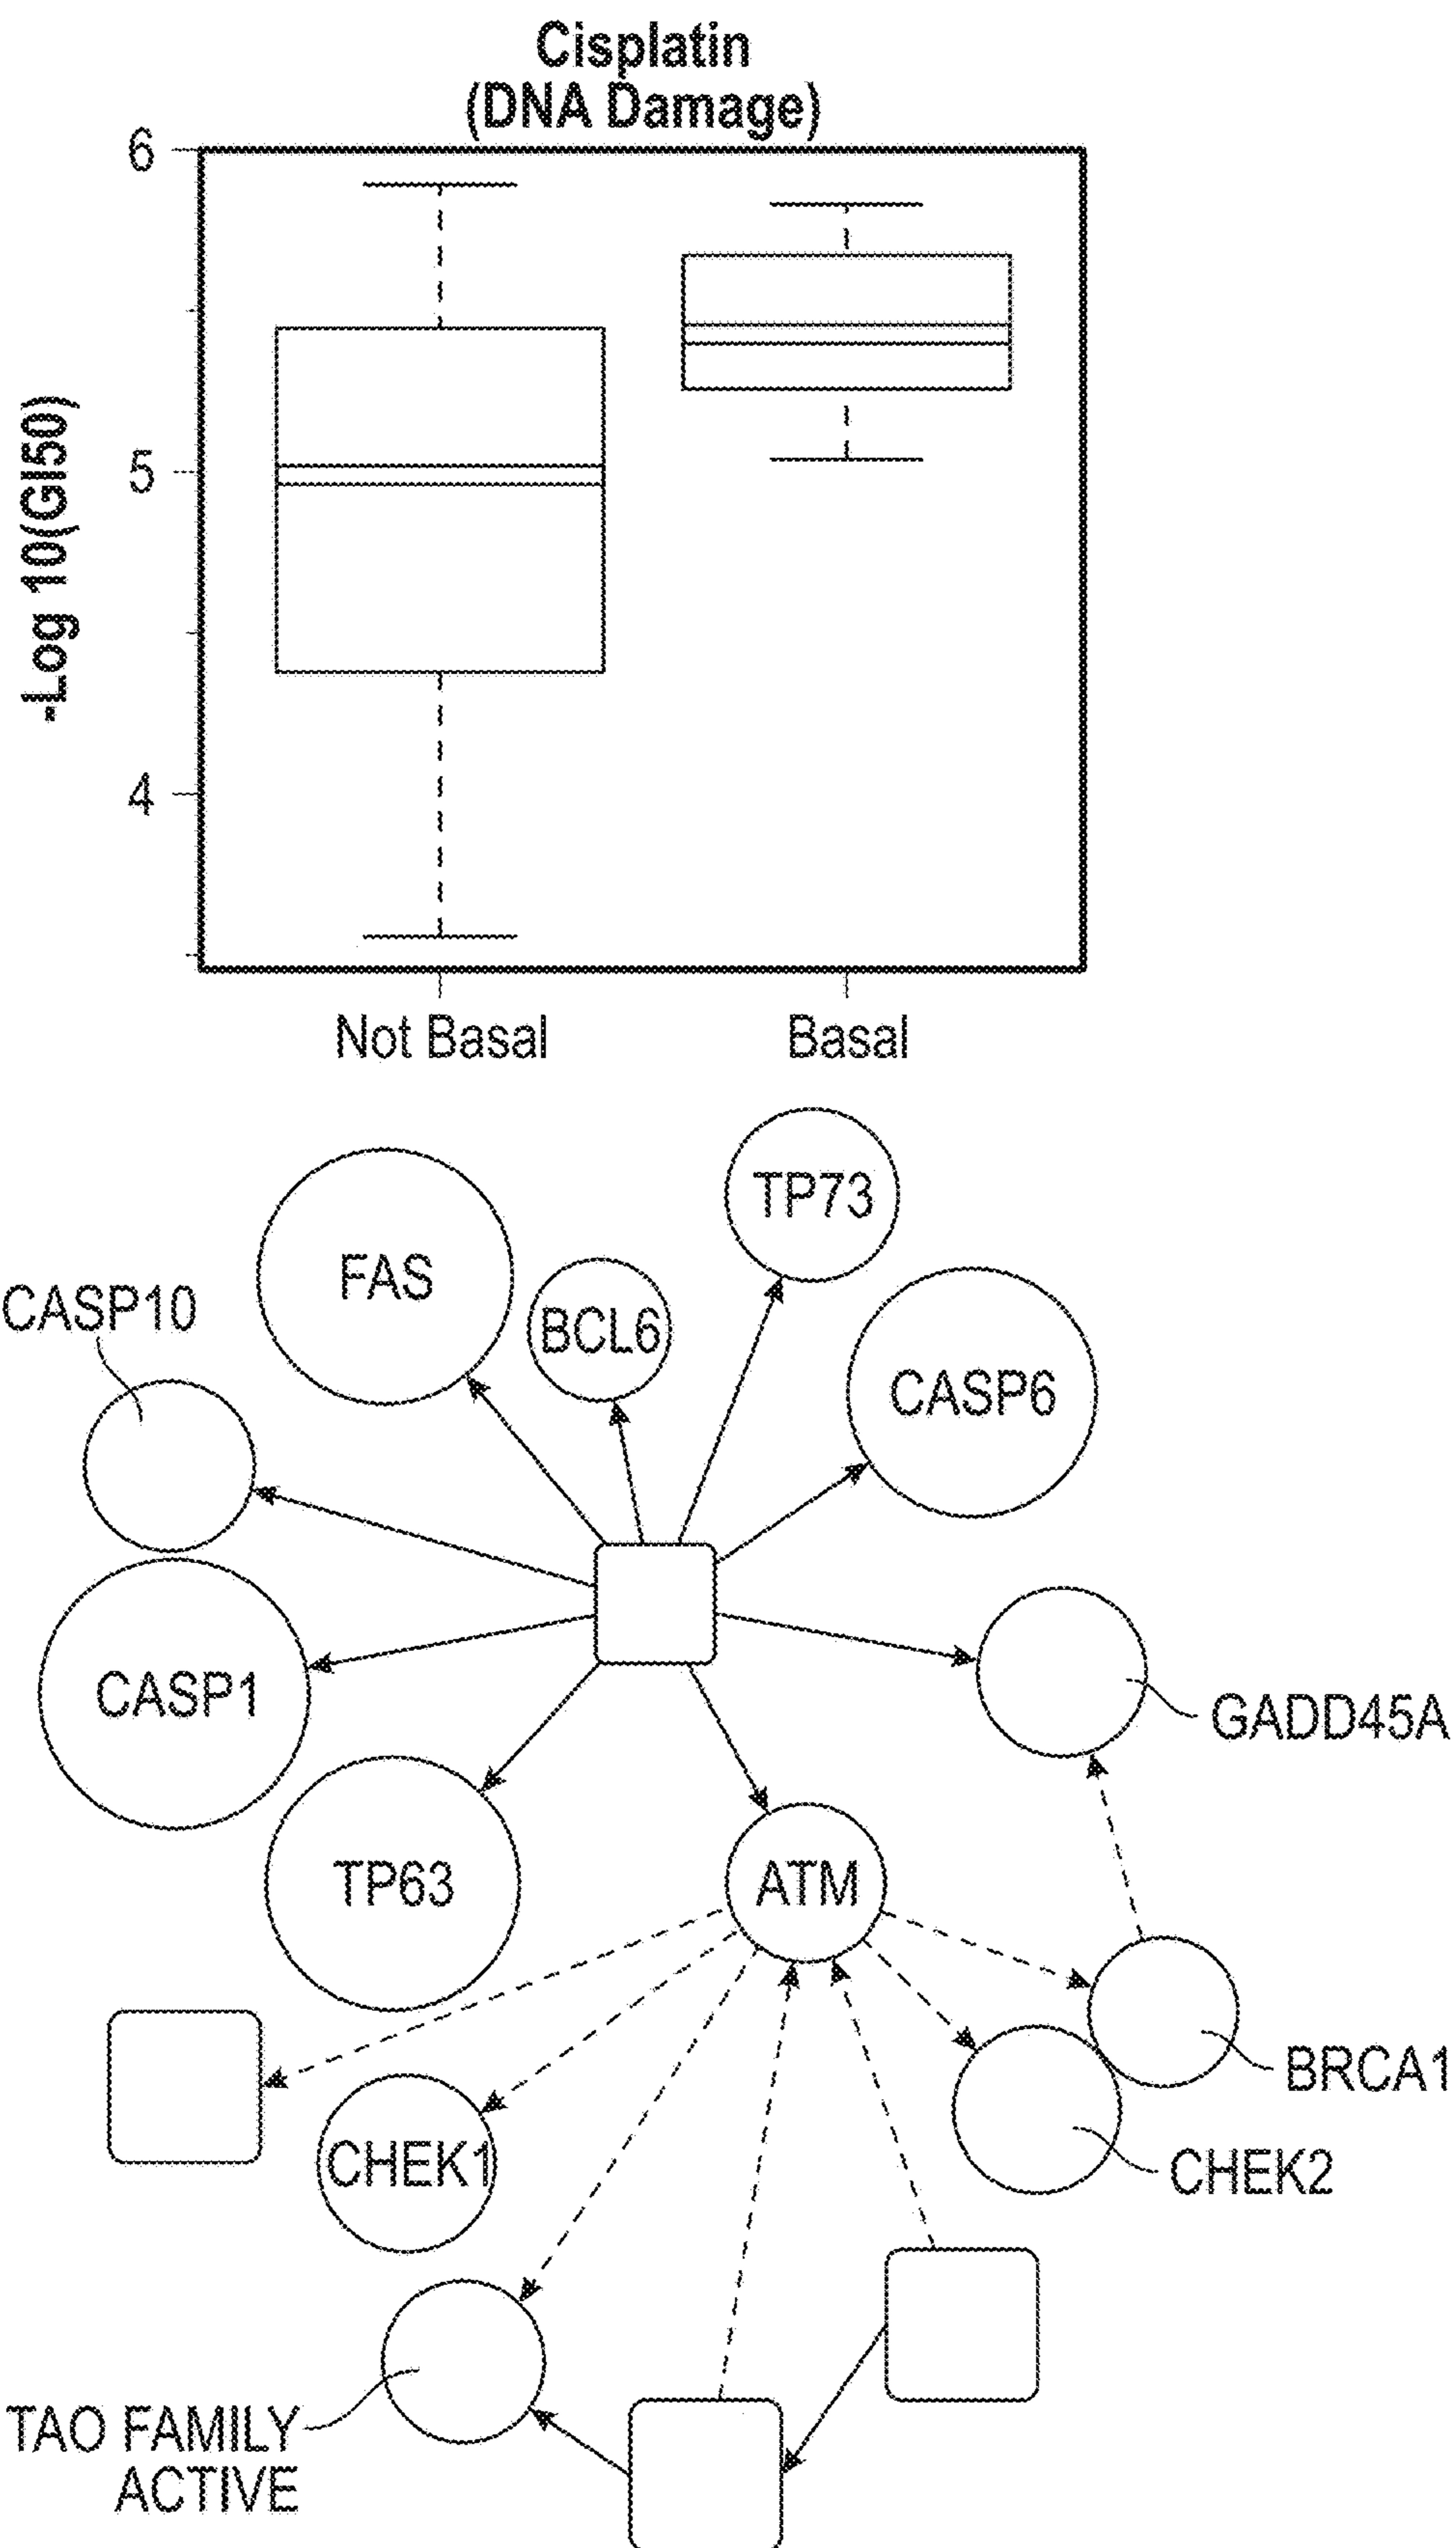 Cisplatin
(DNA Damage)
6
5
4
-Log 10(GI50)
Not Basal
Basal
TP73
FAS
CASP10
BCL6
CASP6
CASP1
GADD45A
TP63
ATM
BRCA1
CHEK1
CHEK2
TAO FAMILY
ACTIVE